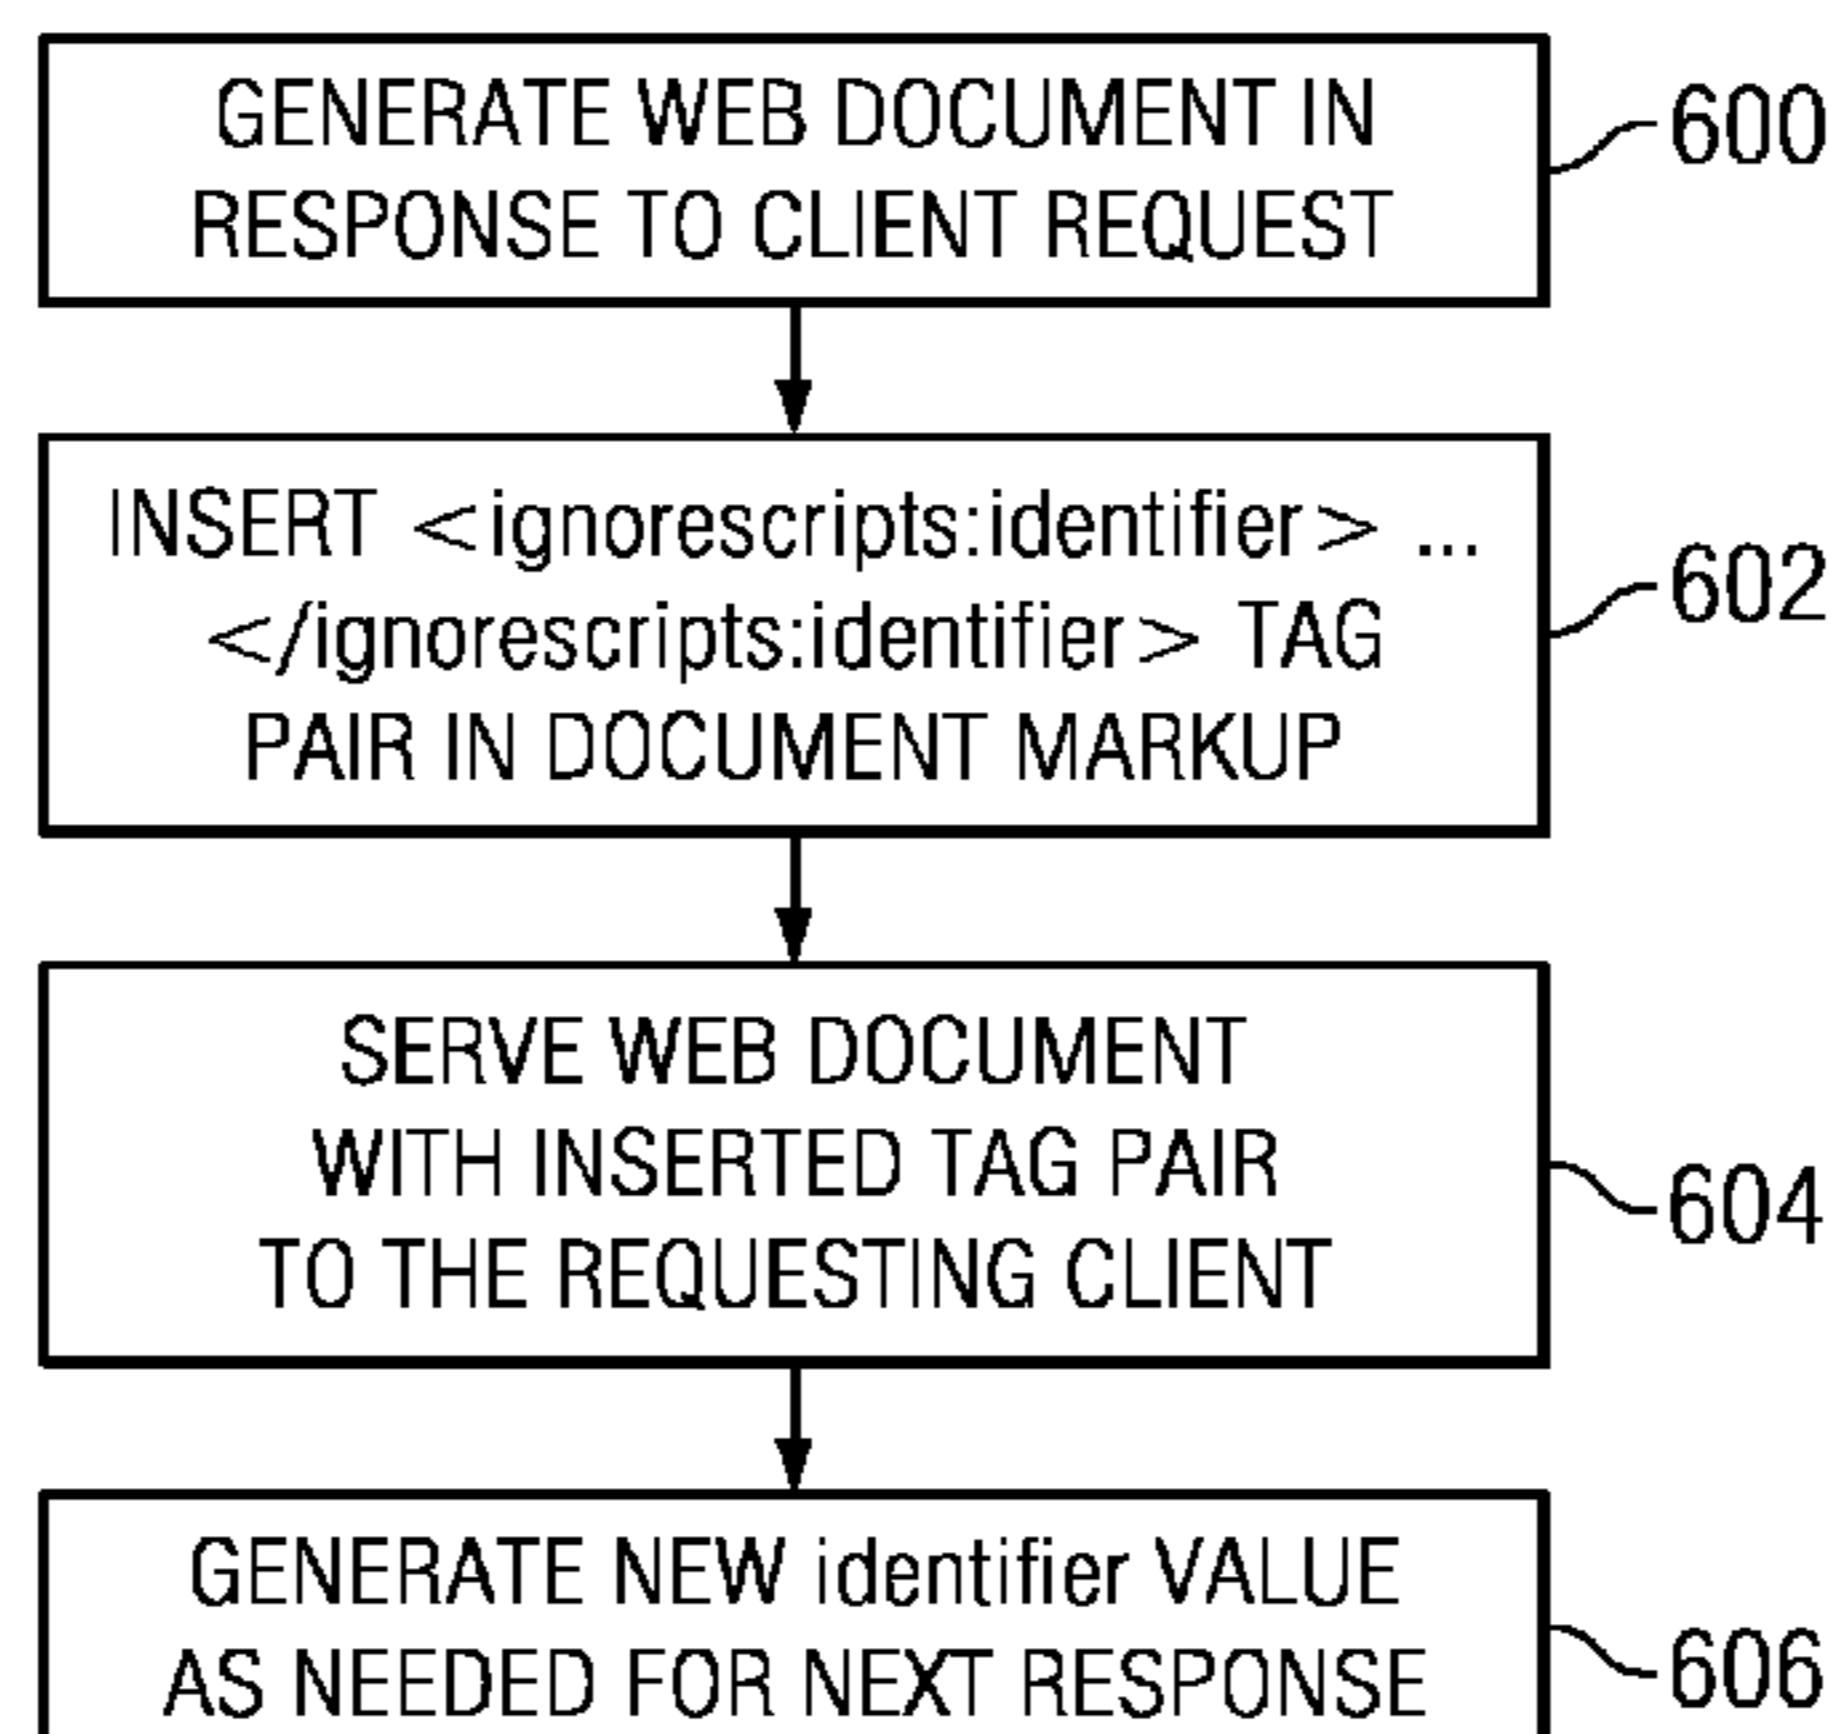 GENERATE WEB DOCUMENT IN
RESPONSE TO CLIENT REQUEST
600
INSERT <ignorescripts:identifier> ...
</ignorescripts:identifier> TAG
PAIR IN DOCUMENT MARKUP
602
SERVE WEB DOCUMENT
WITH INSERTED TAG PAIR
TO THE REQUESTING CLIENT
604
GENERATE NEW identifier VALUE
AS NEEDED FOR NEXT RESPONSE
606